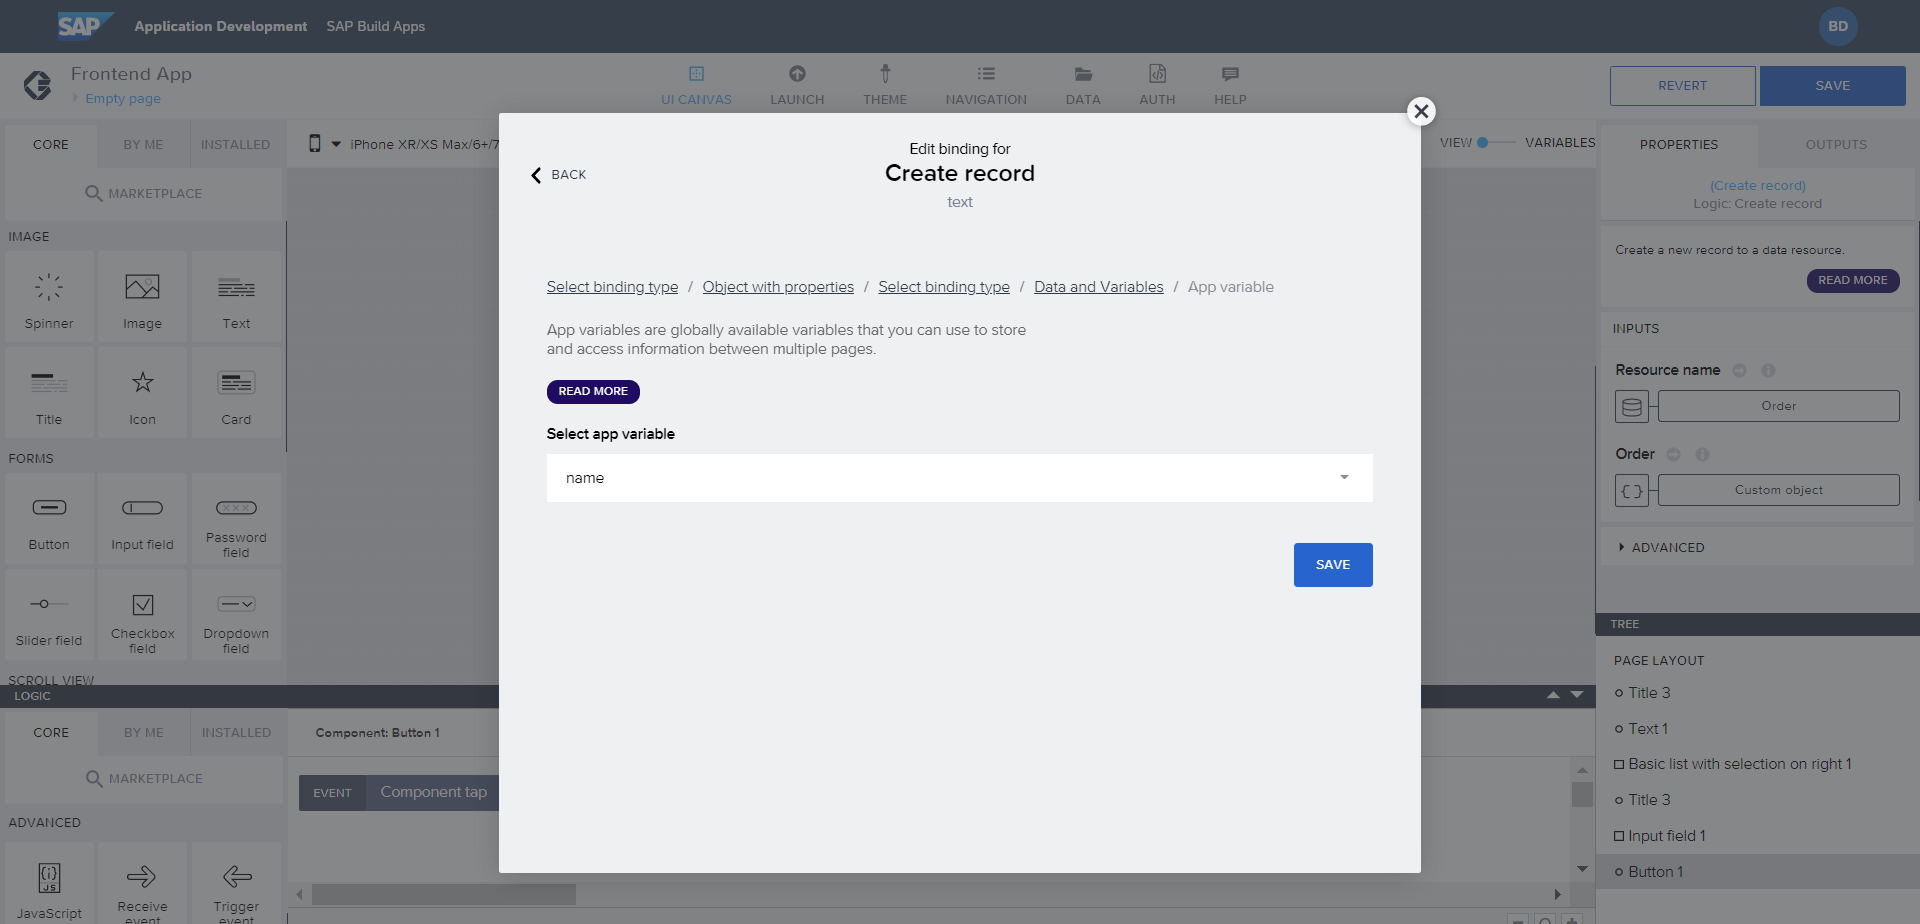 SAP Application Development SAP Build Apps BD
Frontend App
Empty page
UI CANVAS LAUNCH THEME NAVIGATION DATA AUTH HELP
REVERT SAVE
CORE BY ME INSTALLED
iPhone XR/XS Max/6+/7
VIEW VARIABLES
PROPERTIES OUTPUTS
MARKETPLACE
IMAGE
Spinner Image Text
Title Icon Card
FORMS
Button Input field Password
field
Slider field Checkbox
field Dropdown
field
SCROLL VIEW
LOGIC
CORE BY ME INSTALLED
MARKETPLACE
ADVANCED
{i}
JS
JavaScript Receive
event Trigger
event
Component: Button 1
EVENT Component tap
Edit binding for
BACK Create record
text
Select binding type / Object with properties / Select binding type / Data and Variables / App variable
App variables are globally available variables that you can use to store
and access information between multiple pages.
READ MORE
Select app variable
name
SAVE
(Create record)
Logic: Create record
Create a new record to a data resource.
READ MORE
INPUTS
Resource name
Order
Order
Custom object
ADVANCED
TREE
PAGE LAYOUT
Title 3
Text 1
Basic list with selection on right 1
Title 3
Input field 1
Button 1